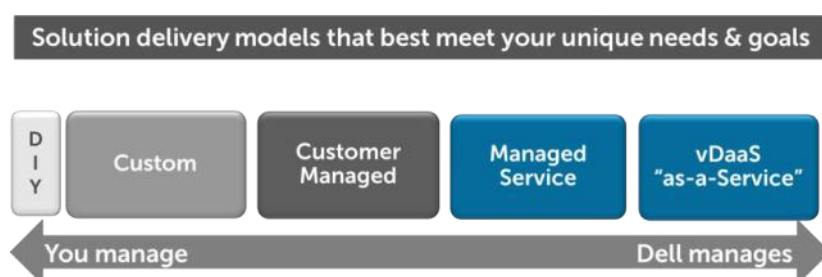 Solution delivery models that best meet your unique needs & goals
D
I
Y
Custom
Customer
Managed
Managed
Service
vDaaS
"as-a-Service"
You manage
Dell manages